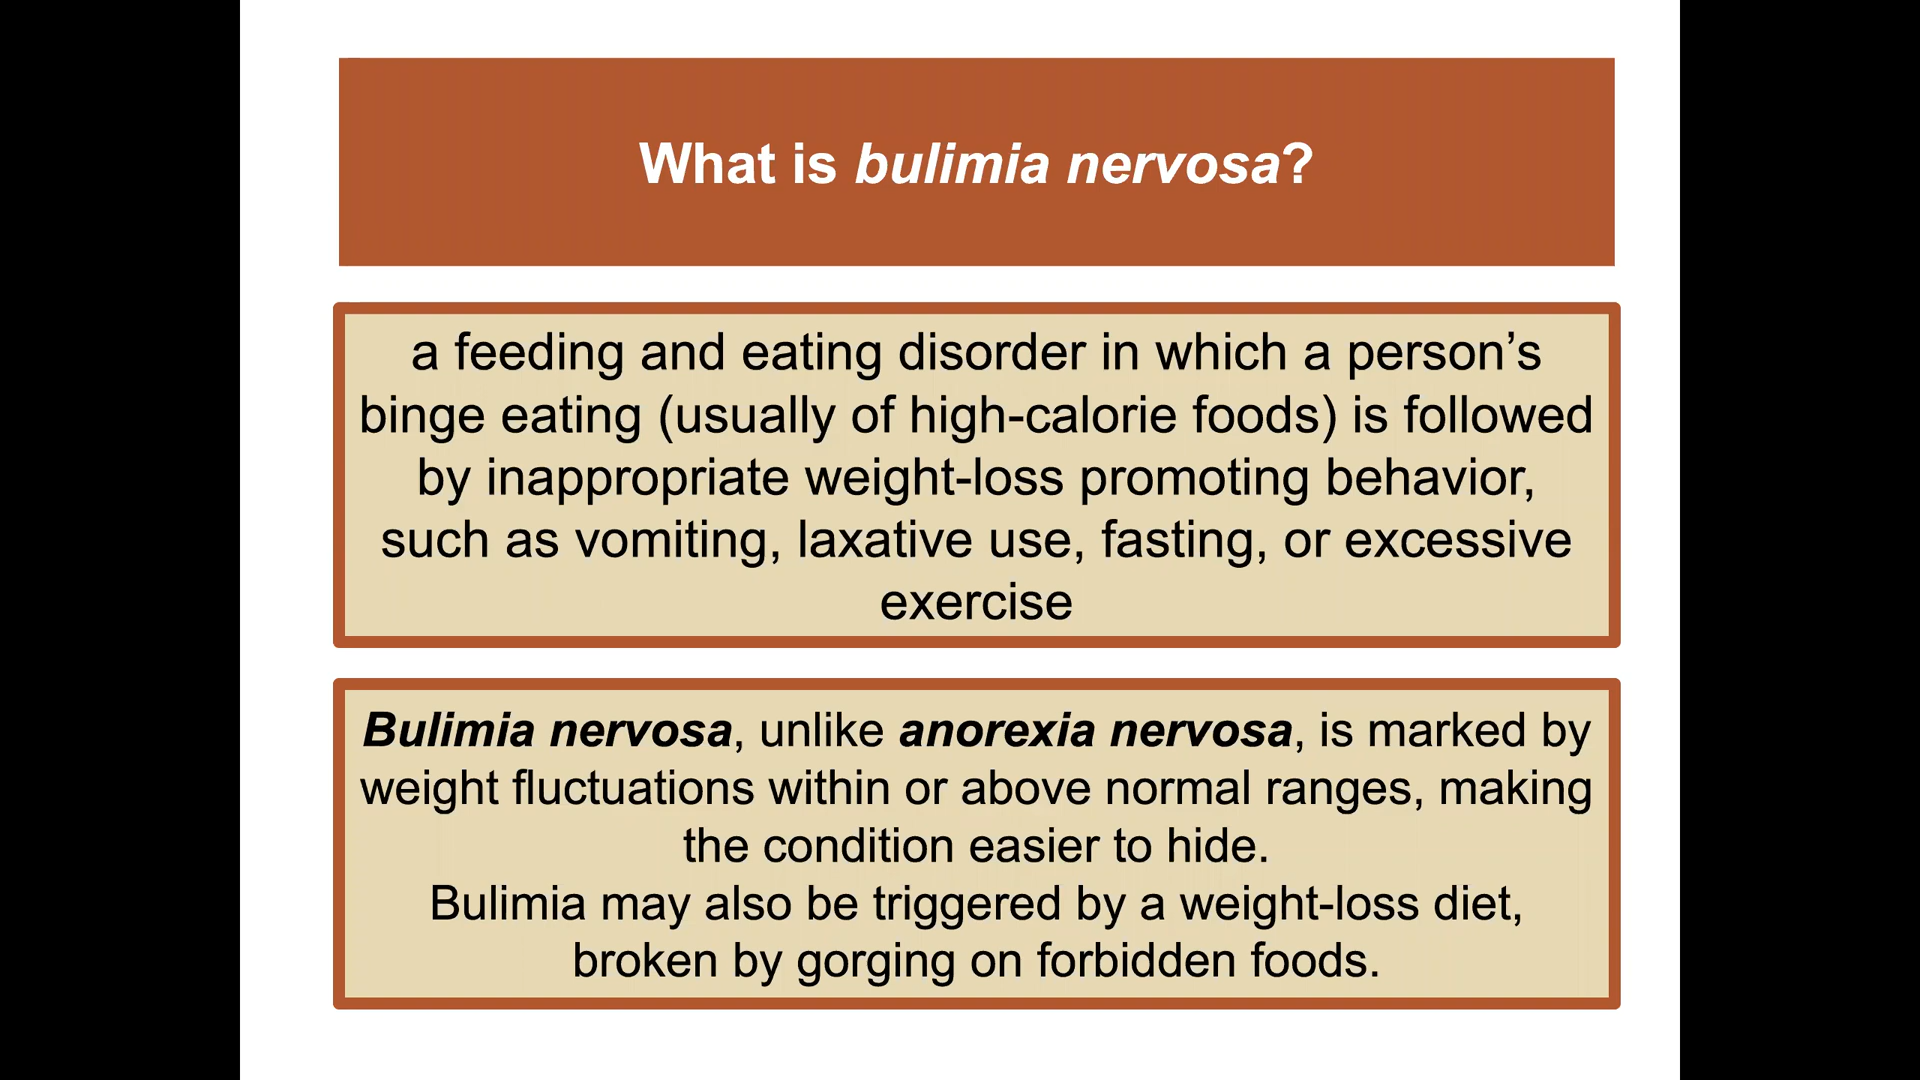 What is bulimia nervosa?
a feeding and eating disorder in which a person’s
binge eating (usually of high-calorie foods) is followed
by inappropriate weight-loss promoting behavior,
such as vomiting, laxative use, fasting, or excessive
exercise
Bulimia nervosa, unlike anorexia nervosa, is marked by
weight fluctuations within or above normal ranges, making
the condition easier to hide.
Bulimia may also be triggered by a weight-loss diet,
broken by gorging on forbidden foods.